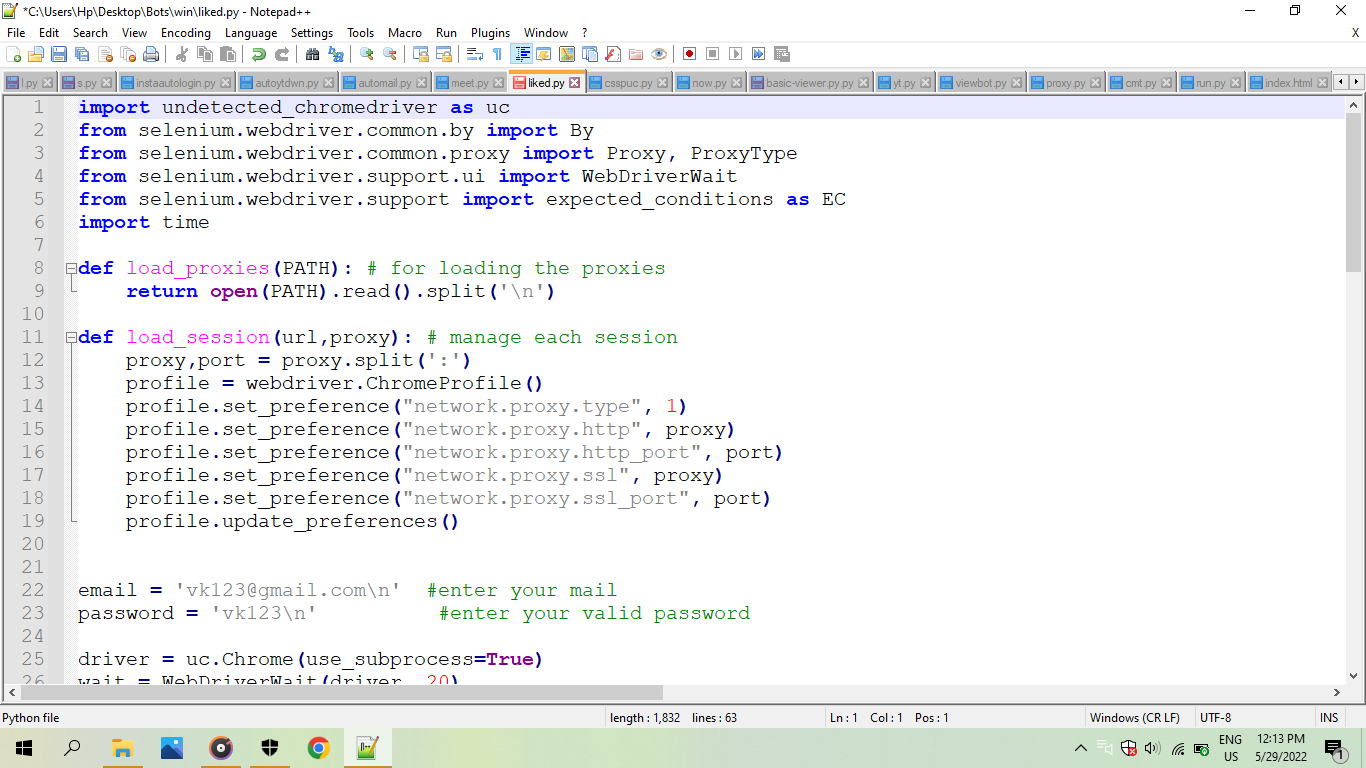 *C:\Users\Hp\Desktop\Bots\win\liked.py - Notepad++
File Edit Search View Encoding Language Settings Tools Macro Run Plugins Window ? X
l.py s.py instaautologin.py autoytdwn.py automail.py meet.py liked.py csspuc.py now.py basic-viewer.py.py yt.py viewbot.py proxy.py cmt.py run.py index.html
1 import undetected_chromedriver as uc
2 from selenium.webdriver.common.by import By
3 from selenium.webdriver.common.proxy import Proxy, ProxyType
4 from selenium.webdriver.support.ui import WebDriverWait
5 from selenium.webdriver.support import expected_conditions as EC
6 import time
7
8 def load_proxies(PATH): # for loading the proxies
9 return open(PATH).read().split('\n')
10
11 def load_session(url,proxy): # manage each session
12 proxy,port = proxy.split(':')
13 profile = webdriver.ChromeProfile()
14 profile.set_preference("network.proxy.type", 1)
15 profile.set_preference("network.proxy.http", proxy)
16 profile.set_preference("network.proxy.http_port", port)
17 profile.set_preference("network.proxy.ssl", proxy)
18 profile.set_preference("network.proxy.ssl_port", port)
19 profile.update_preferences()
20
21
22 email = 'vk123@gmail.com\n' #enter your mail
23 password = 'vk123\n' #enter your valid password
24
25 driver = uc.Chrome(use_subprocess=True)
26 wait = WebDriverWait(driver, 20)
Python file length : 1,832 lines : 63 Ln : 1 Col : 1 Pos : 1 Windows (CR LF) UTF-8 INS
ENG 12:13 PM
US 5/29/2022 1